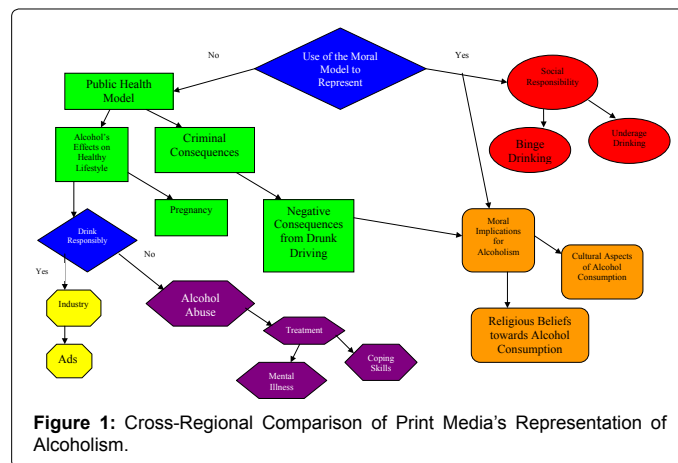 No
Use of the Moral
Model to
Represent
Yes
Public Health
Model
Social
Responsibility
Alcohol's
Effects on
Healthy
Lifestyle
Criminal
Consequences
Binge
Drinking
Underage
Drinking
Pregnancy
Negative
Consequences
from Drunk
Driving
Moral
Implications
for
Alcoholism
Drink
Responsibly
No
Yes
Cultural Aspects
of Alcohol
Consumption
Industry
Alcohol
Abuse
Treatment
Religious Beliefs
towards Alcohol
Consumption
Ads
Mental
Illness
Coping
Skills
Figure 1: Cross-Regional Comparison of Print Media's Representation of
Alcoholism.